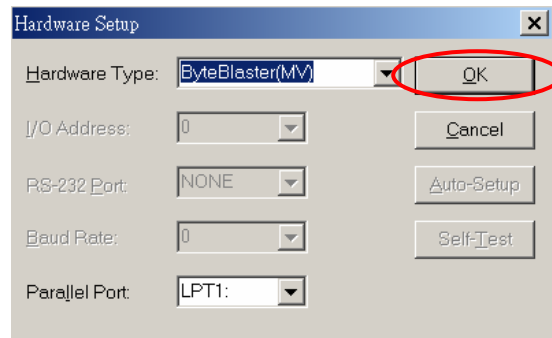 Hardware Setup
Hardware Type: ByteBlaster(MV) OK
I/O Address: 0 Cancel
RS-232 Port: NONE Auto-Setup
Baud Rate: 0 Self-Test
Parallel Port: LPT1: